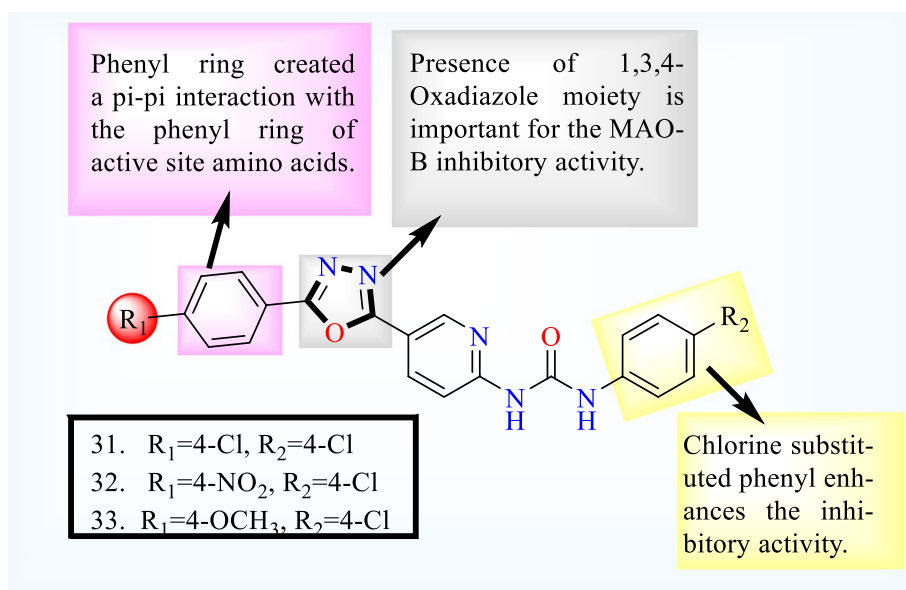 Phenyl ring created
a pi-pi interaction with
the phenyl ring of
active site amino acids.
Presence of 1,3,4-
Oxadiazole moiety is
important for the MAO-
B inhibitory activity.
N N
O
R₁
N
O
R₂
N
H
N
H
31. R₁=4-Cl, R₂=4-Cl
32. R₁=4-NO₂, R₂=4-Cl
33. R₁=4-OCH₃, R₂=4-Cl
Chlorine substit-
uted phenyl enh-
ances the inhi-
bitory activity.